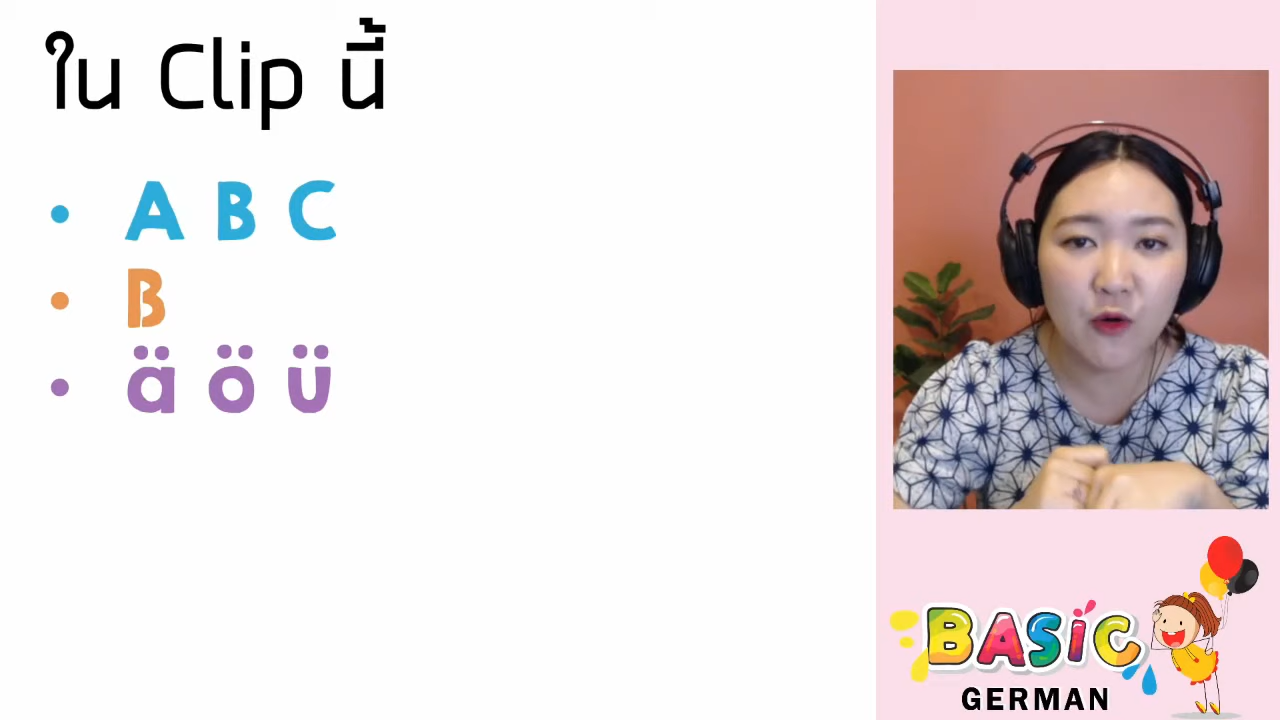 ใน Clip นี้
• A B C
• ß
• ä ö ü
BASiC
GERMAN